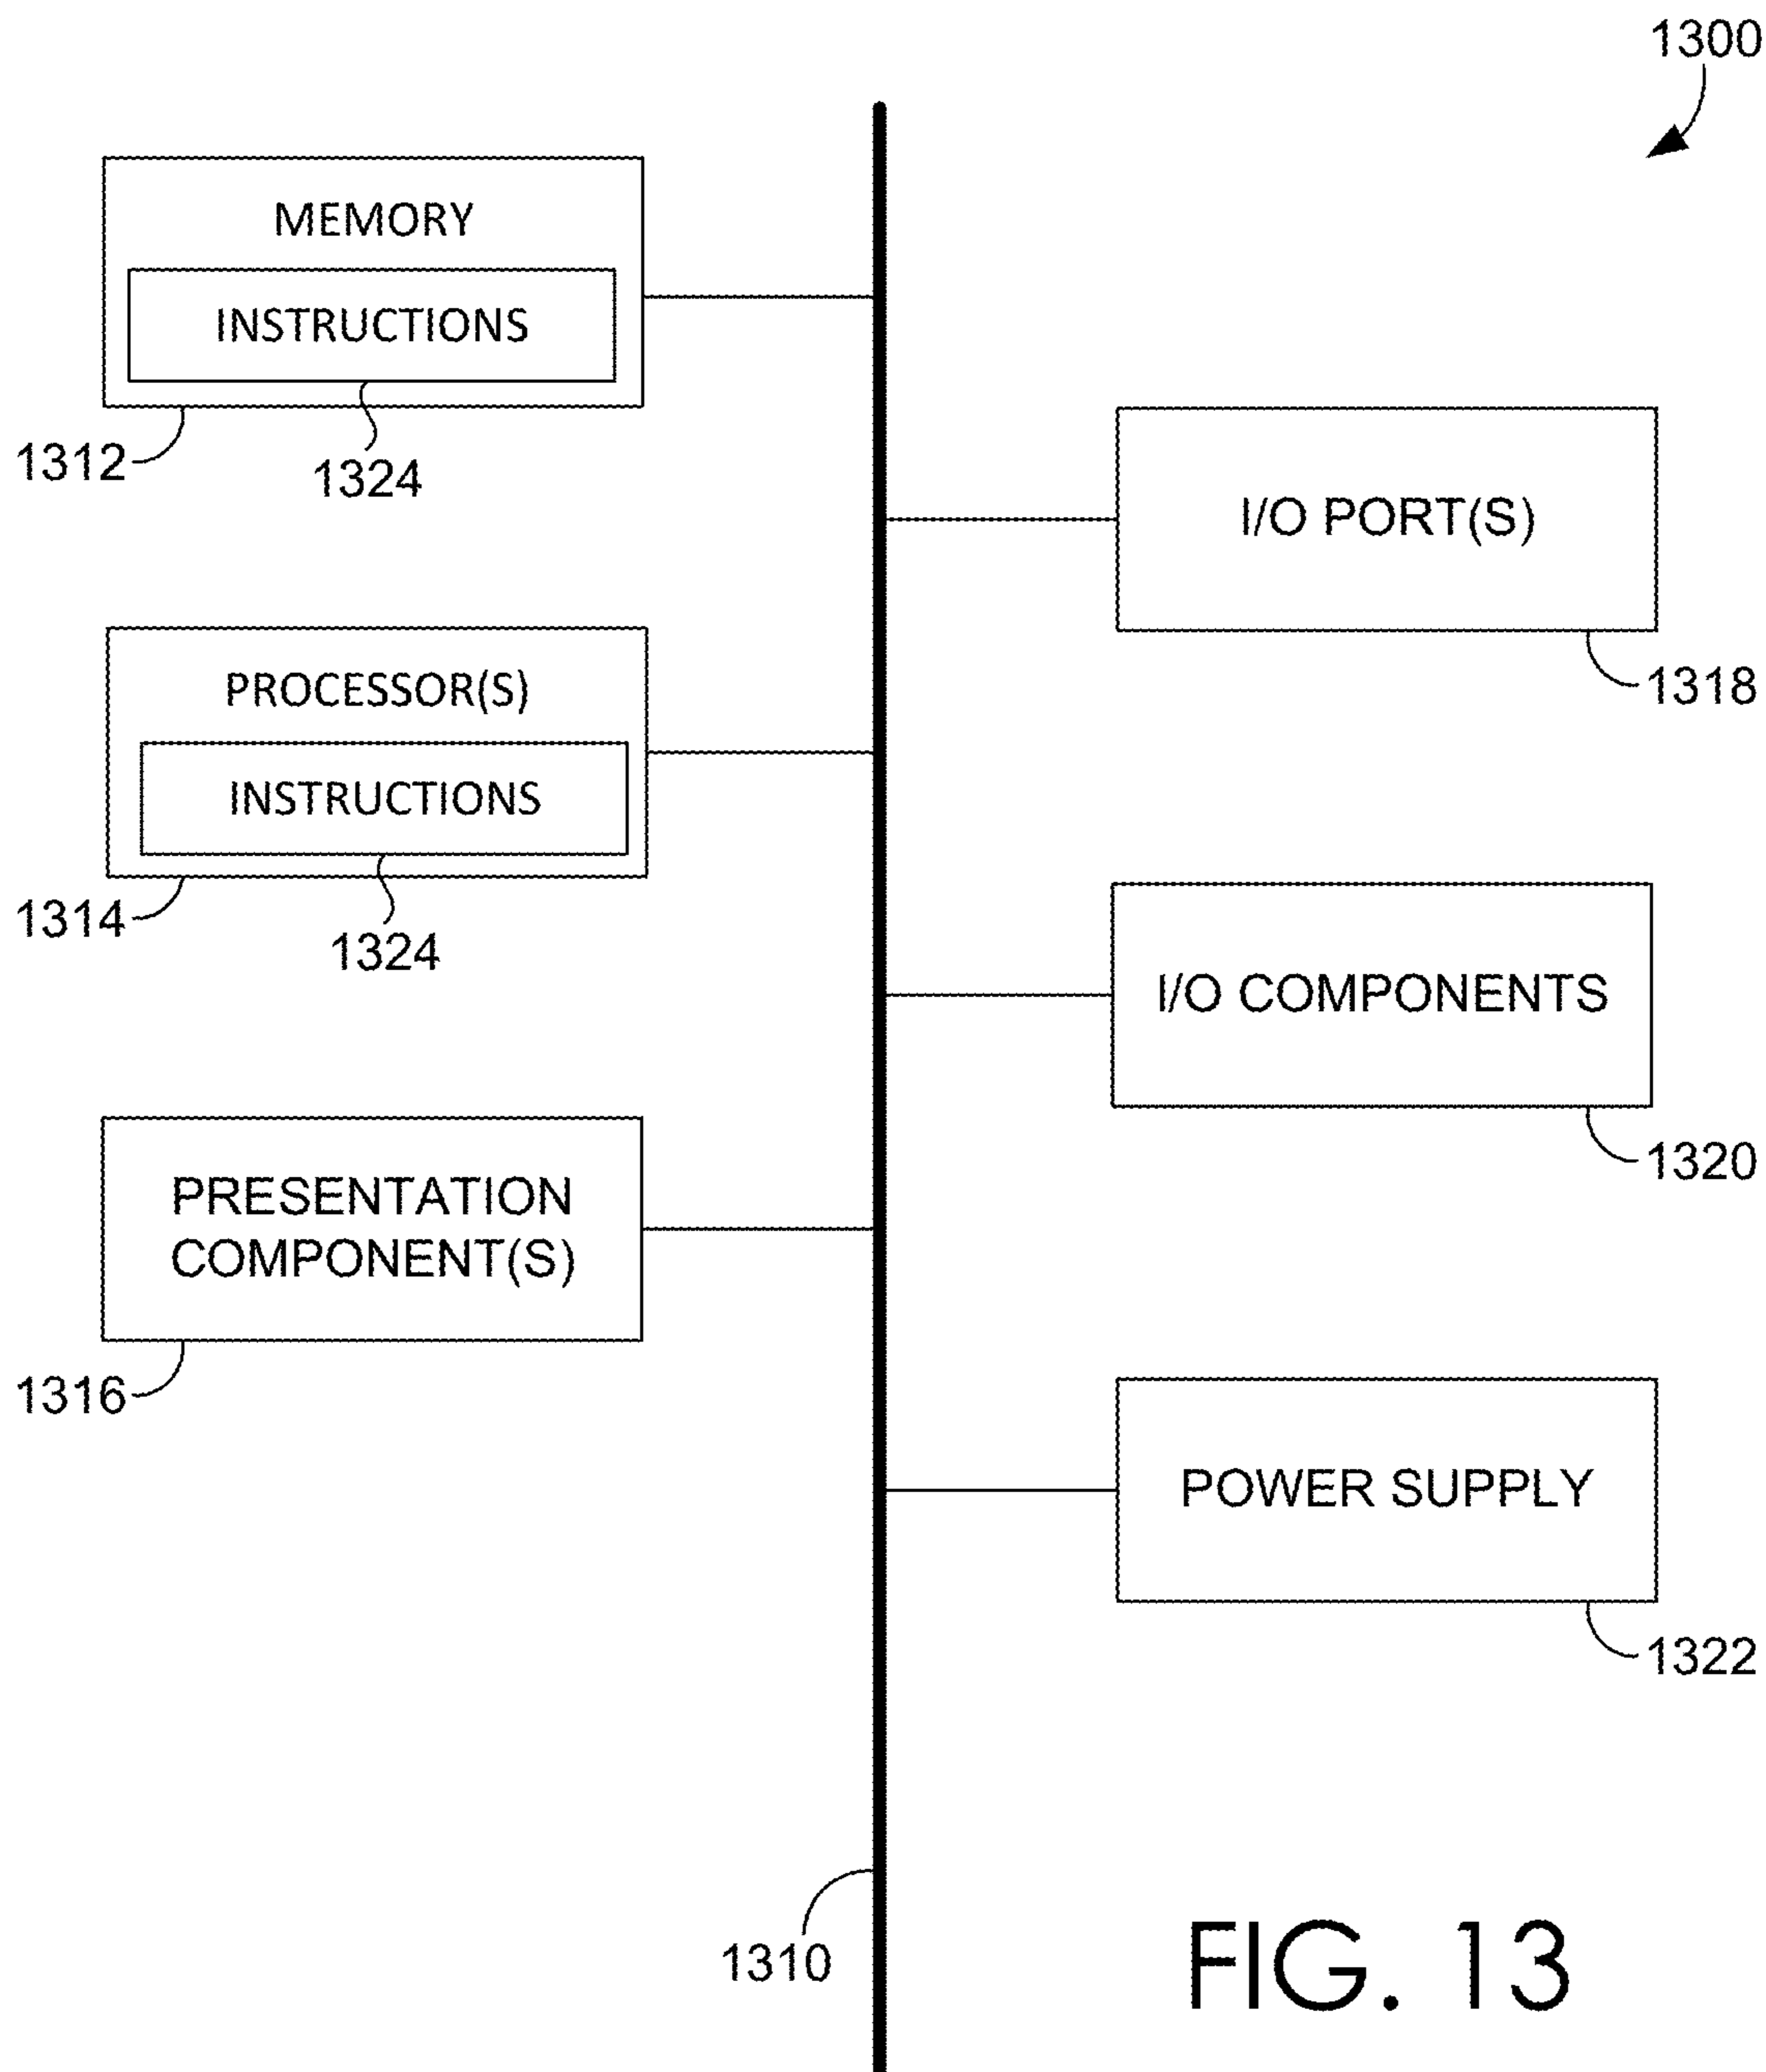 1300
MEMORY
INSTRUCTIONS
1312
1324
I/O PORT(S)
1318
PROCESSOR(S)
INSTRUCTIONS
1314
1324
I/O COMPONENTS
1320
PRESENTATION
COMPONENT(S)
1316
POWER SUPPLY
1322
1310
FIG. 13